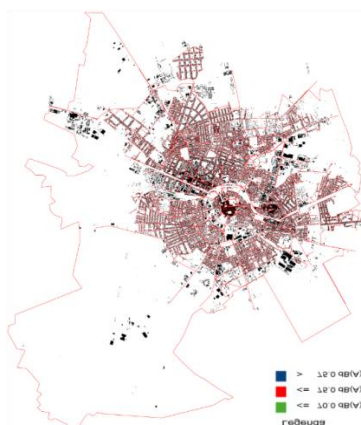 Legenda
<= 70.0 dB(A)
<= 75.0 dB(A)
> 75.0 dB(A)